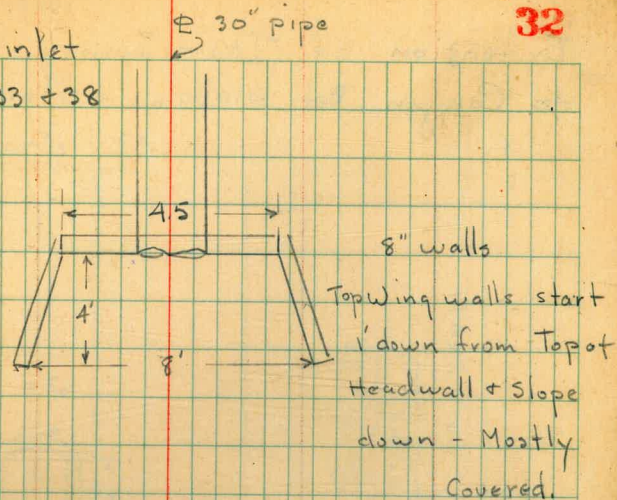 32
℄ 30" pipe
inlet
33 + 38
4.5
4'
8'
8" walls
Top Wing walls start
1' down from Top of
Headwall & Slope
down - Mostly
Covered.